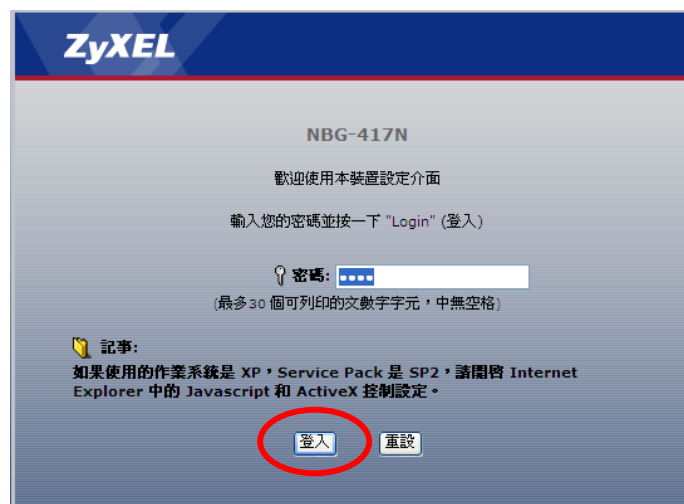 ZyXEL
NBG-417N
歡迎使用本裝置設定介面
輸入您的密碼並按一下 "Login" (登入)
密碼: ••••
(最多30 個可列印的文數字字元，中無空格)
記事:
如果使用的作業系統是 XP，Service Pack 是 SP2，請開啓 Internet
Explorer 中的 Javascript 和 ActiveX 控制設定。
登入 重設